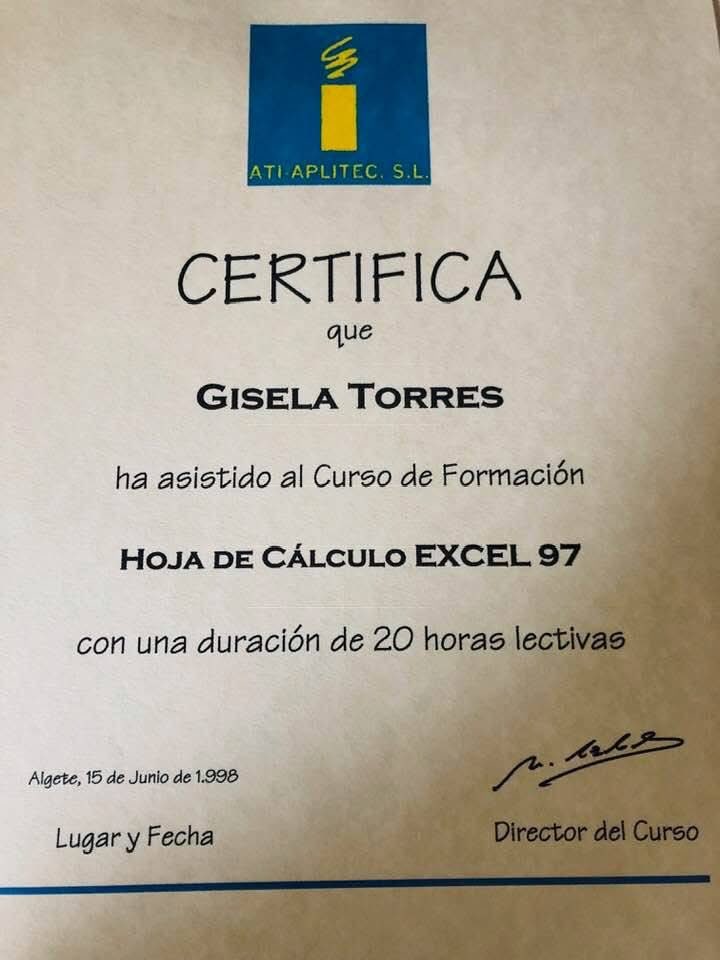 ATI-APLITEC. S.L.
CERTIFICA
que
GISELA TORRES
ha asistido al Curso de Formación
HOJA DE CÁLCULO EXCEL 97
con una duración de 20 horas lectivas
Algete, 15 de Junio de 1.998
Lugar y Fecha
Director del Curso